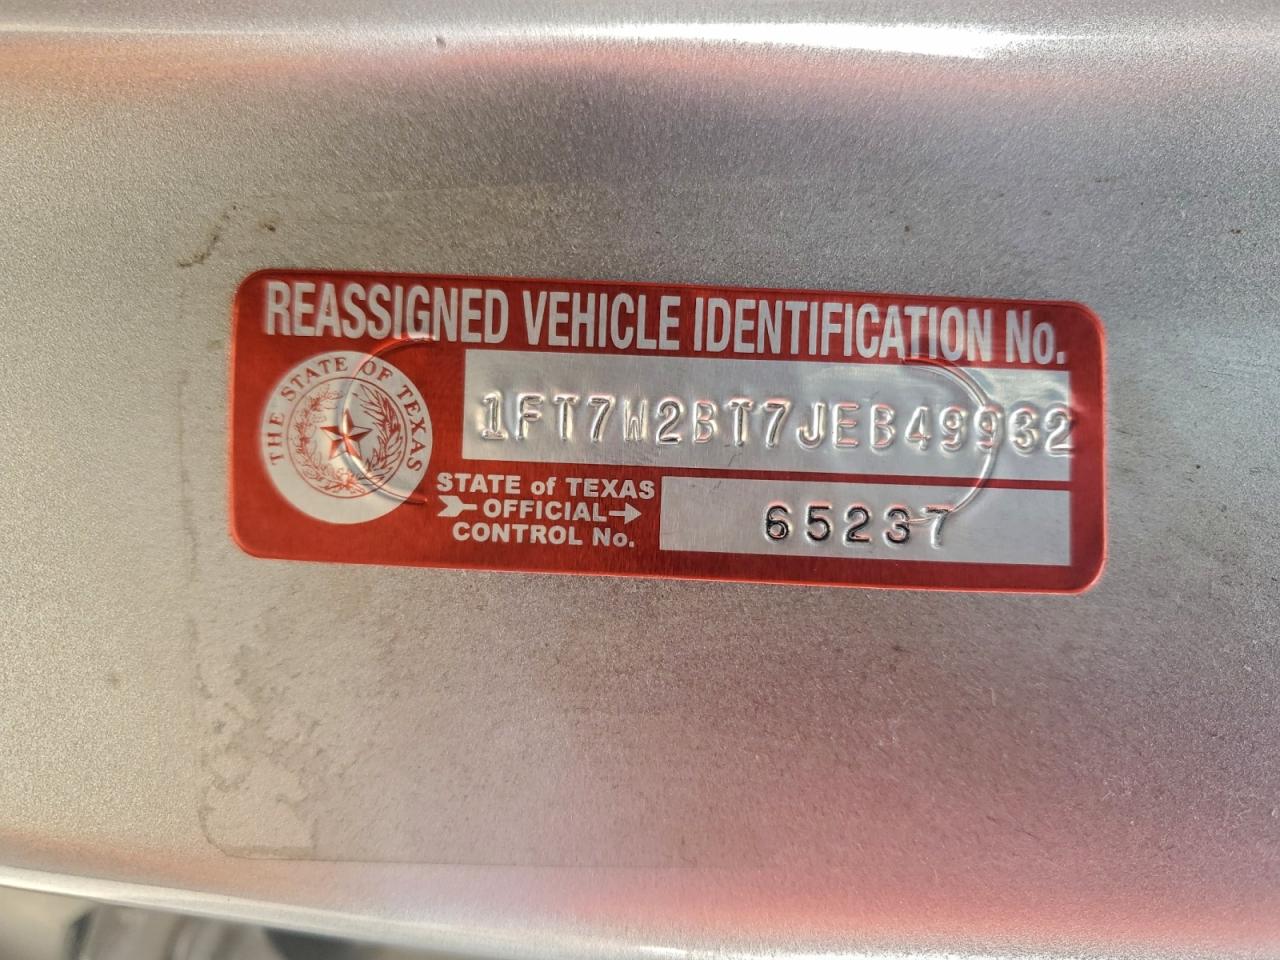 REASSIGNED VEHICLE IDENTIFICATION No.
THE STATE OF TEXAS
1FT7W2BT7JEB49932
STATE of TEXAS
OFFICIAL
CONTROL No.
65237